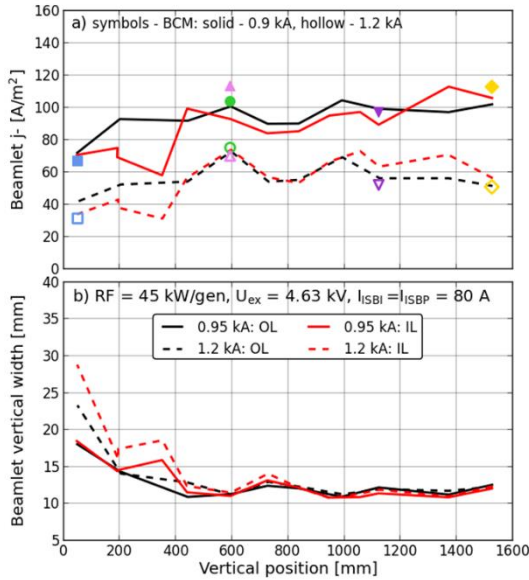 160
140
120
100
80
60
40
20
0
Beamlet j- [A/m²]
a) symbols - BCM: solid - 0.9 kA, hollow - 1.2 kA
40
35
30
25
20
15
10
5
Beamlet vertical width [mm]
b) RF = 45 kW/gen, U_ex = 4.63 kV, I_ISBI =I_ISBP = 80 A
0.95 kA: OL 0.95 kA: IL
1.2 kA: OL 1.2 kA: IL
0 200 400 600 800 1000 1200 1400 1600
Vertical position [mm]